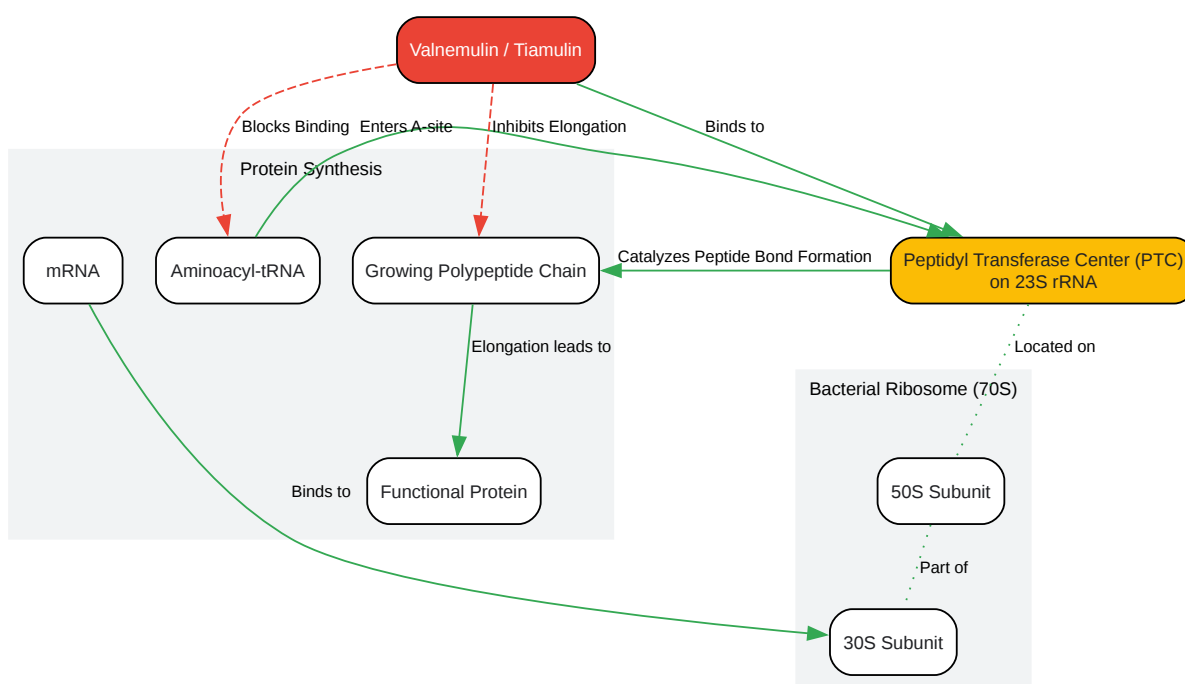 Valnemulin / Tiamulin
Blocks Binding
Enters A-site
Inhibits Elongation
Binds to
Protein Synthesis
mRNA
Aminoacyl-tRNA
Growing Polypeptide Chain
Catalyzes Peptide Bond Formation
Peptidyl Transferase Center (PTC)
on 23S rRNA
Elongation leads to
Located on
Bacterial Ribosome (70S)
Binds to
Functional Protein
50S Subunit
Part of
30S Subunit